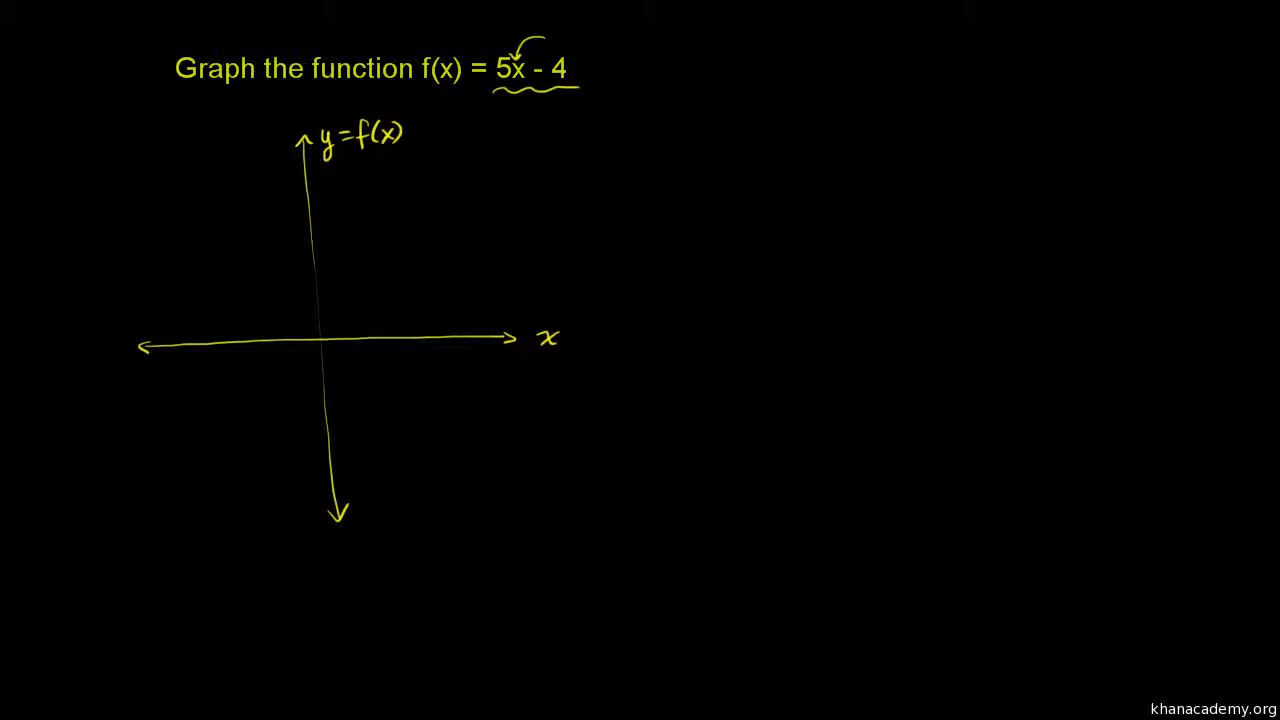 Graph the function f(x) = 5x - 4
y=f(x)
x
khanacademy.org